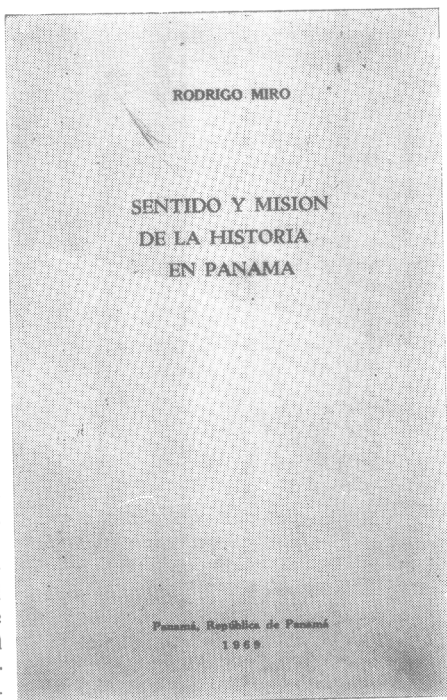 RODRIGO MIRO
SENTIDO Y MISION
DE LA HISTORIA
EN PANAMA
Panamá, República de Panamá
1969